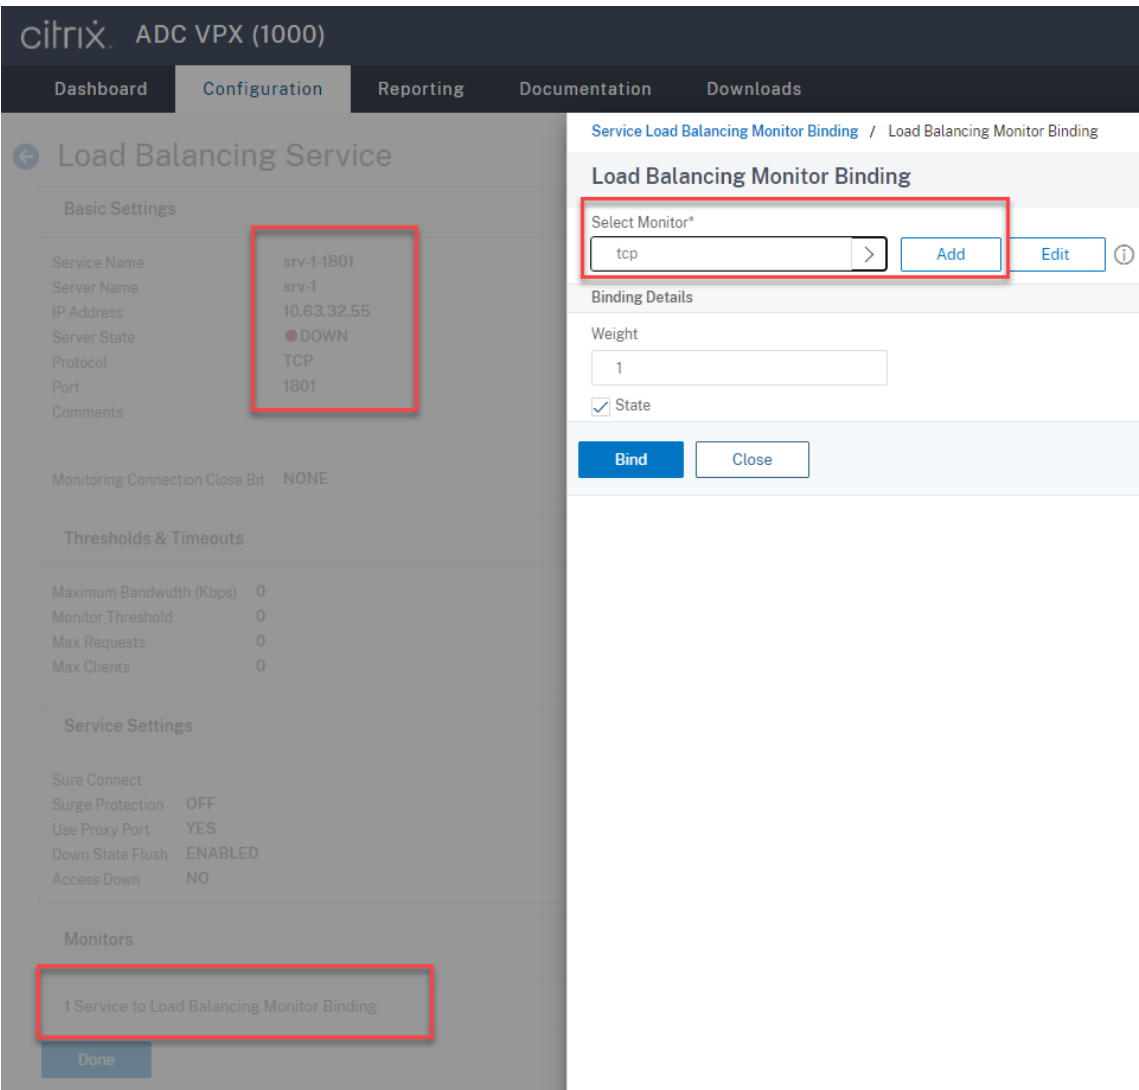 citrix. ADC VPX (1000)
Dashboard Configuration Reporting Documentation Downloads
Load Balancing Service
Basic Settings
Service Name srv-1-1801
Server Name srv-1
IP Address 10.63.32.55
Server State DOWN
Protocol TCP
Port 1801
Comments
Monitoring Connection Close Bit NONE
Thresholds & Timeouts
Maximum Bandwidth (Kbps) 0
Monitor Threshold 0
Max Requests 0
Max Clients 0
Service Settings
Sure Connect
Surge Protection OFF
Use Proxy Port YES
Down State Flush ENABLED
Access Down NO
Monitors
1 Service to Load Balancing Monitor Binding
Done
Service Load Balancing Monitor Binding / Load Balancing Monitor Binding
Load Balancing Monitor Binding
Select Monitor*
tcp > Add Edit i
Binding Details
Weight
1
State
Bind Close